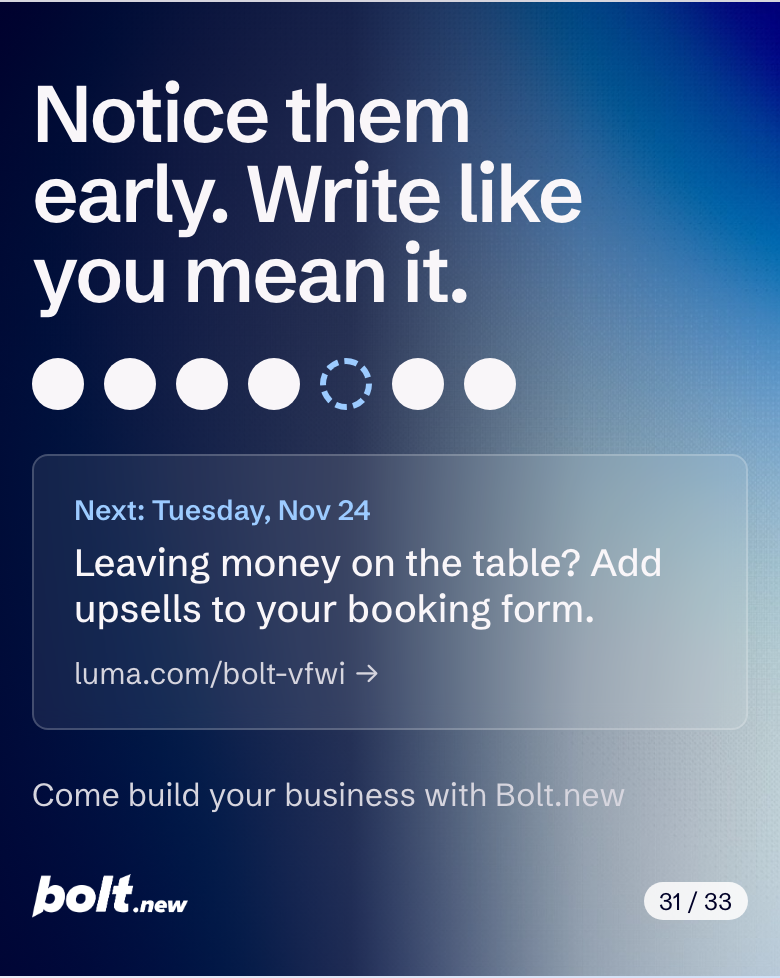 Notice them
early. Write like
you mean it.
Next: Tuesday, Nov 24
Leaving money on the table? Add
upsells to your booking form.
luma.com/bolt-vfwi →
Come build your business with Bolt.new
bolt.new
31 / 33